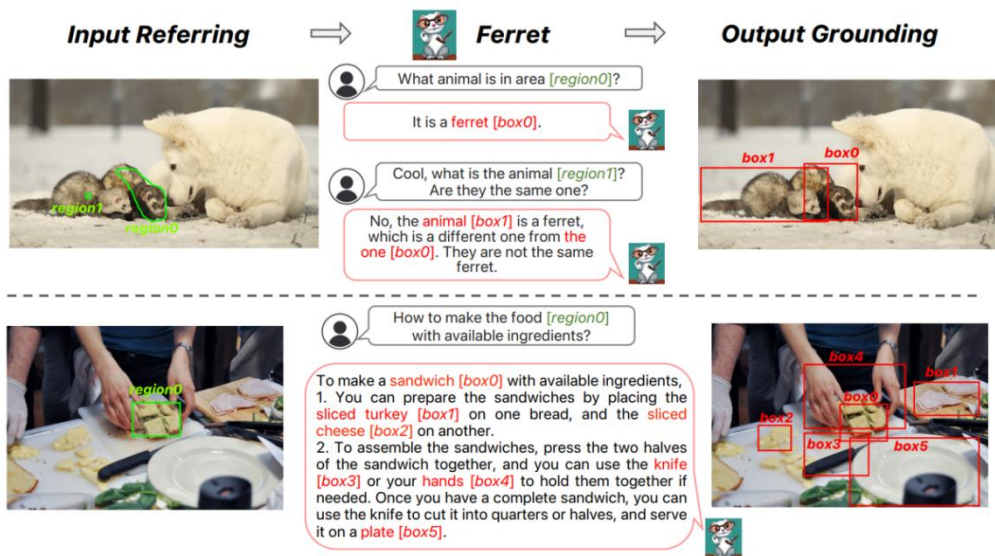 Input Referring
Ferret
Output Grounding
What animal is in area [region0]?
It is a ferret [box0].
Cool, what is the animal [region1]?
Are they the same one?
No, the animal [box1] is a ferret,
which is a different one from the
one [box0]. They are not the same
ferret.
region1
region0
box1
box0
How to make the food [region0]
with available ingredients?
To make a sandwich [box0] with available ingredients,
1. You can prepare the sandwiches by placing the
sliced turkey [box1] on one bread, and the sliced
cheese [box2] on another.
2. To assemble the sandwiches, press the two halves
of the sandwich together, and you can use the knife
[box3] or your hands [box4] to hold them together if
needed. Once you have a complete sandwich, you can
use the knife to cut it into quarters or halves, and serve
it on a plate [box5].
region0
box4
box1
box0
box2
box3
box5